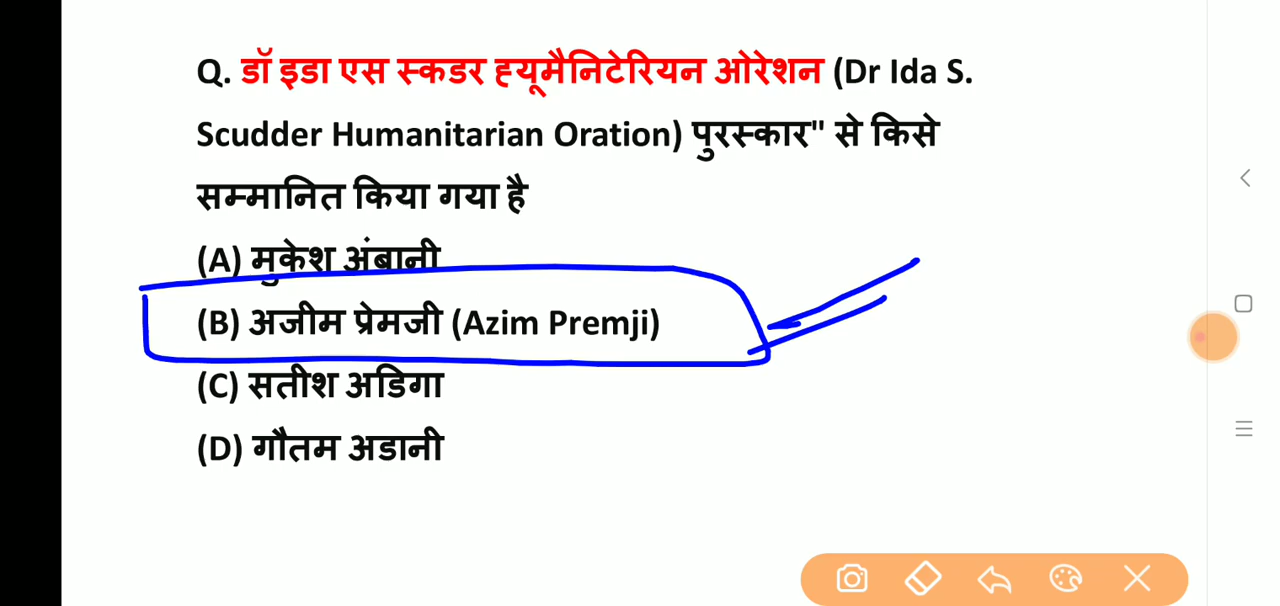 Q. डॉ इडा एस स्कडर ह्यूमैनिटेरियन ओरेशन (Dr Ida S.
Scudder Humanitarian Oration) पुरस्कार" से किसे
सम्मानित किया गया है
(A) मुकेश अंबानी
(B) अजीम प्रेमजी (Azim Premji)
(C) सतीश अडिगा
(D) गौतम अडानी